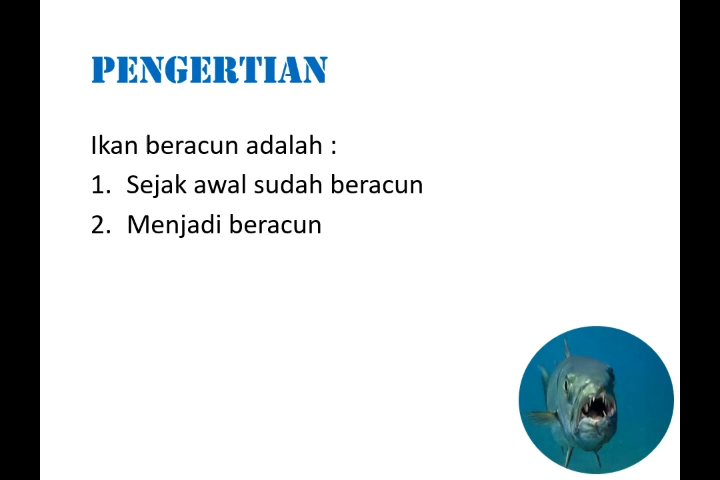 PENGERTIAN
Ikan beracun adalah :
1. Sejak awal sudah beracun
2. Menjadi beracun